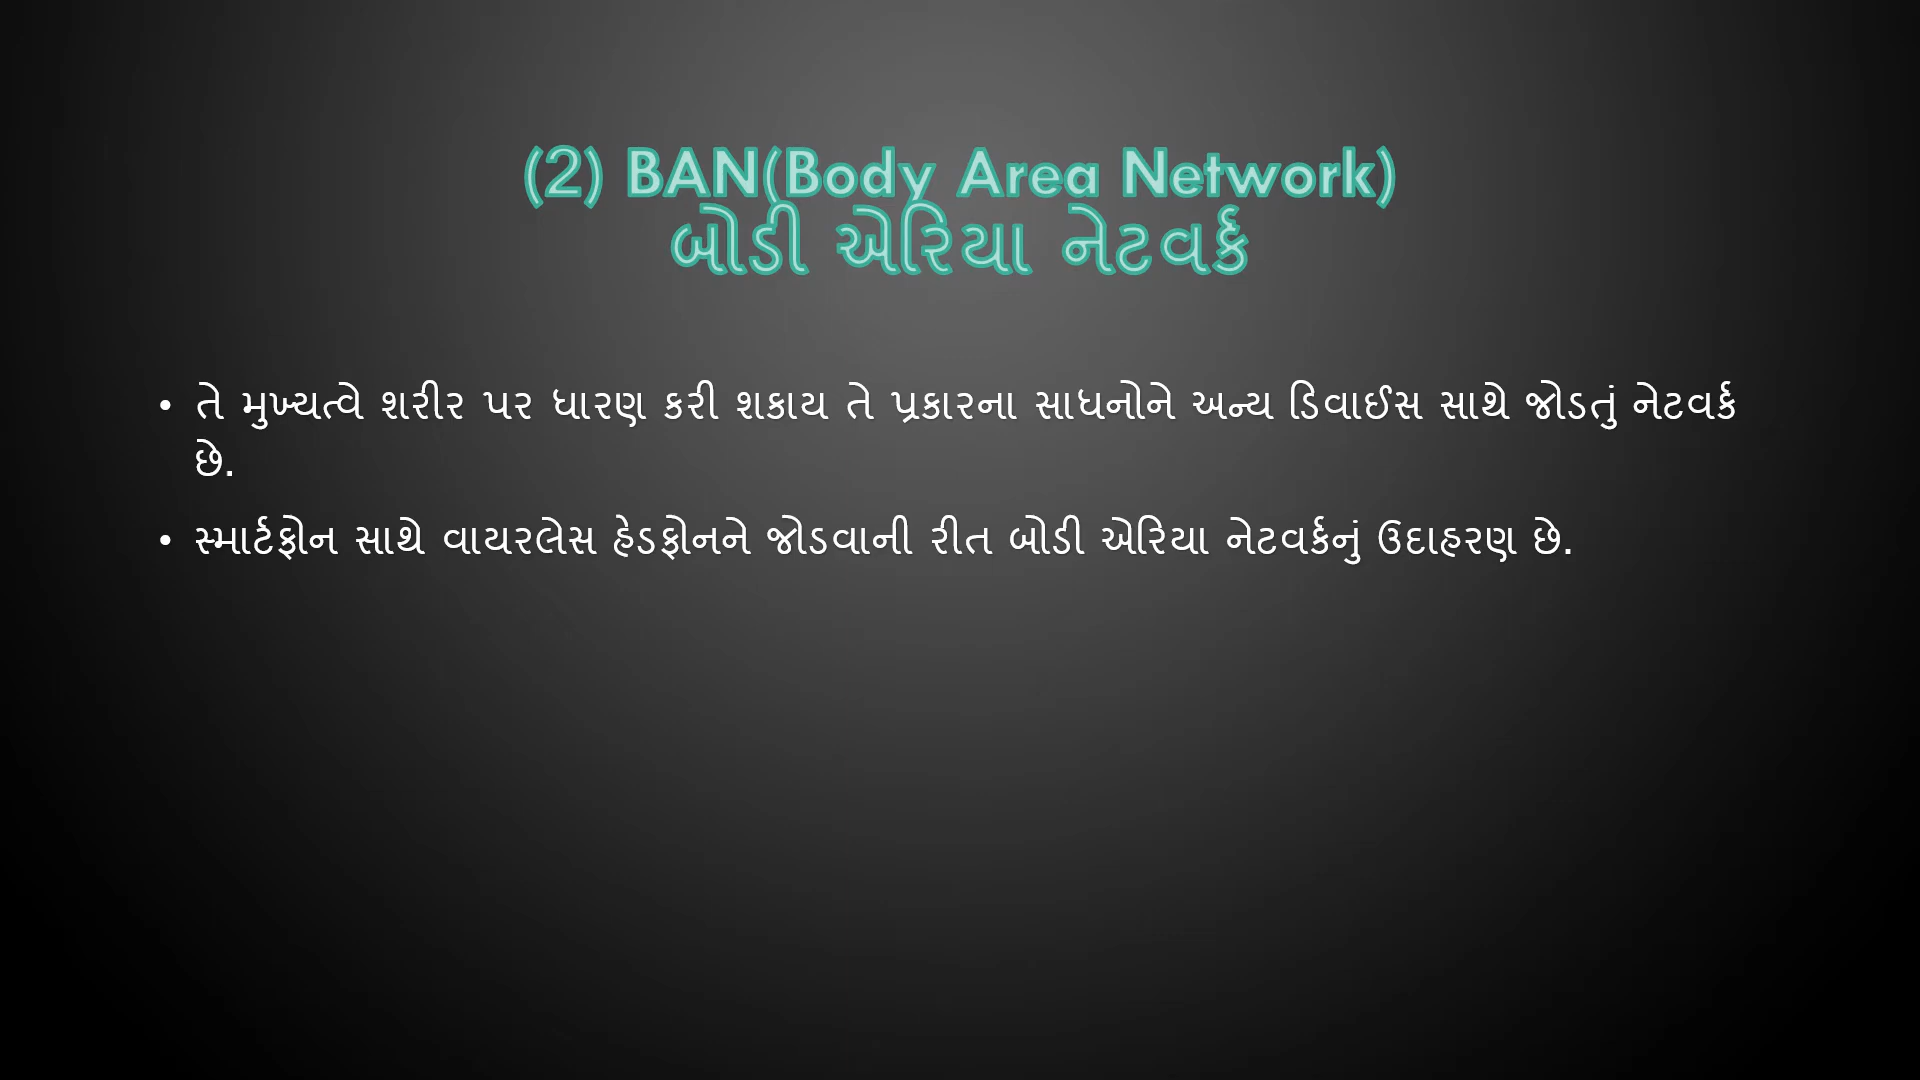 (2) BAN(Body Area Network)
બોડી એરિયા નેટવર્ક
• તે મુખ્યત્વે શરીર પર ધારણ કરી શકાય તે પ્રકારના સાધનોને અન્ય ડિવાઈસ સાથે જોડતું નેટવર્ક
છે.
• સ્માર્ટફોન સાથે વાયરલેસ હેડફોનને જોડવાની રીત બોડી એરિયા નેટવર્કનું ઉદાહરણ છે.